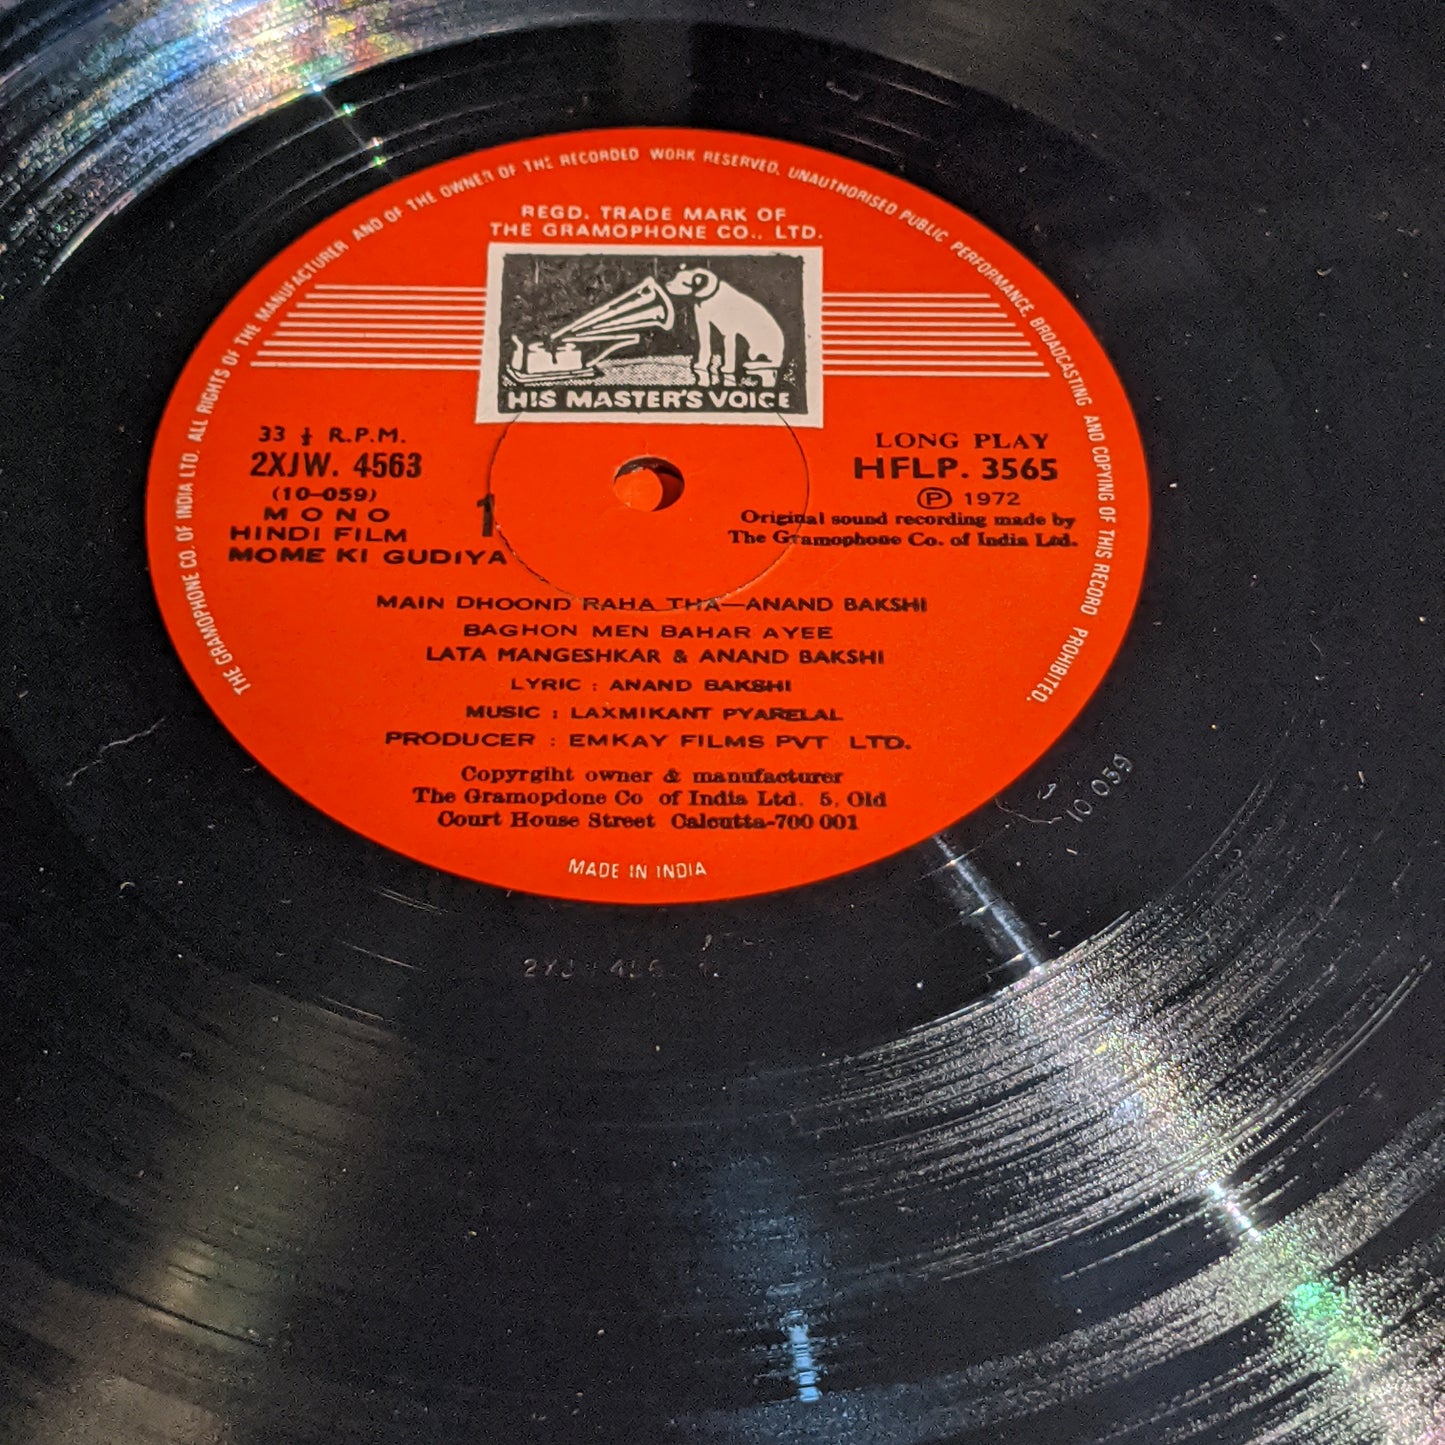 THE GRAMOPHONE CO. OF INDIA LTD. ALL RIGHTS OF THE MANUFACTURER AND OF THE OWNER OF THE RECORDED WORK RESERVED. UNAUTHORISED PUBLIC PERFORMANCE, BROADCASTING AND COPYING OF THIS RECORD PROHIBITED.
REGD. TRADE MARK OF
THE GRAMOPHONE CO., LTD.
HIS MASTER'S VOICE
33 ⅓ R.P.M.
2XJW. 4563
(10-059)
MONO
HINDI FILM
MOME KI GUDIYA
1
LONG PLAY
HFLP. 3565
Ⓟ 1972
Original sound recording made by
The Gramophone Co. of India Ltd.
MAIN DHOOND RAHA THA—ANAND BAKSHI
BAGHON MEN BAHAR AYEE
LATA MANGESHKAR & ANAND BAKSHI
LYRIC : ANAND BAKSHI
MUSIC : LAXMIKANT PYARELAL
PRODUCER : EMKAY FILMS PVT LTD.
Copyrgiht owner & manufacturer
The Gramopdone Co of India Ltd. 5, Old
Court House Street Calcutta-700 001
MADE IN INDIA
10 059